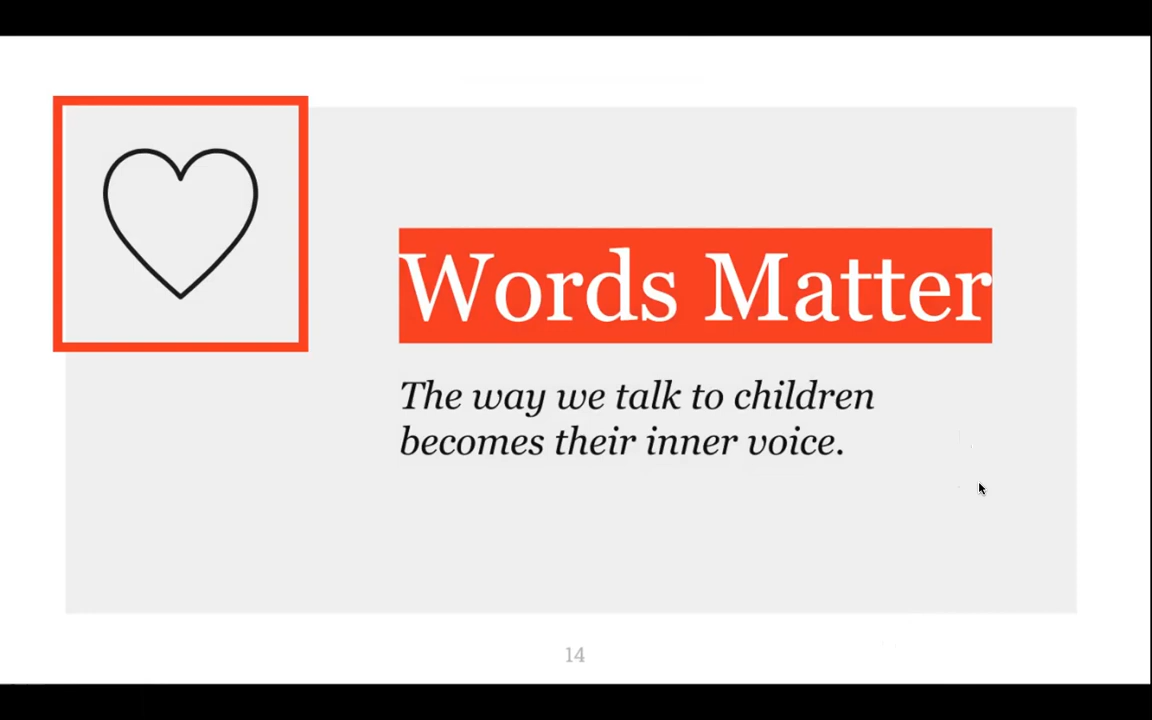 Words Matter
The way we talk to children
becomes their inner voice.
14